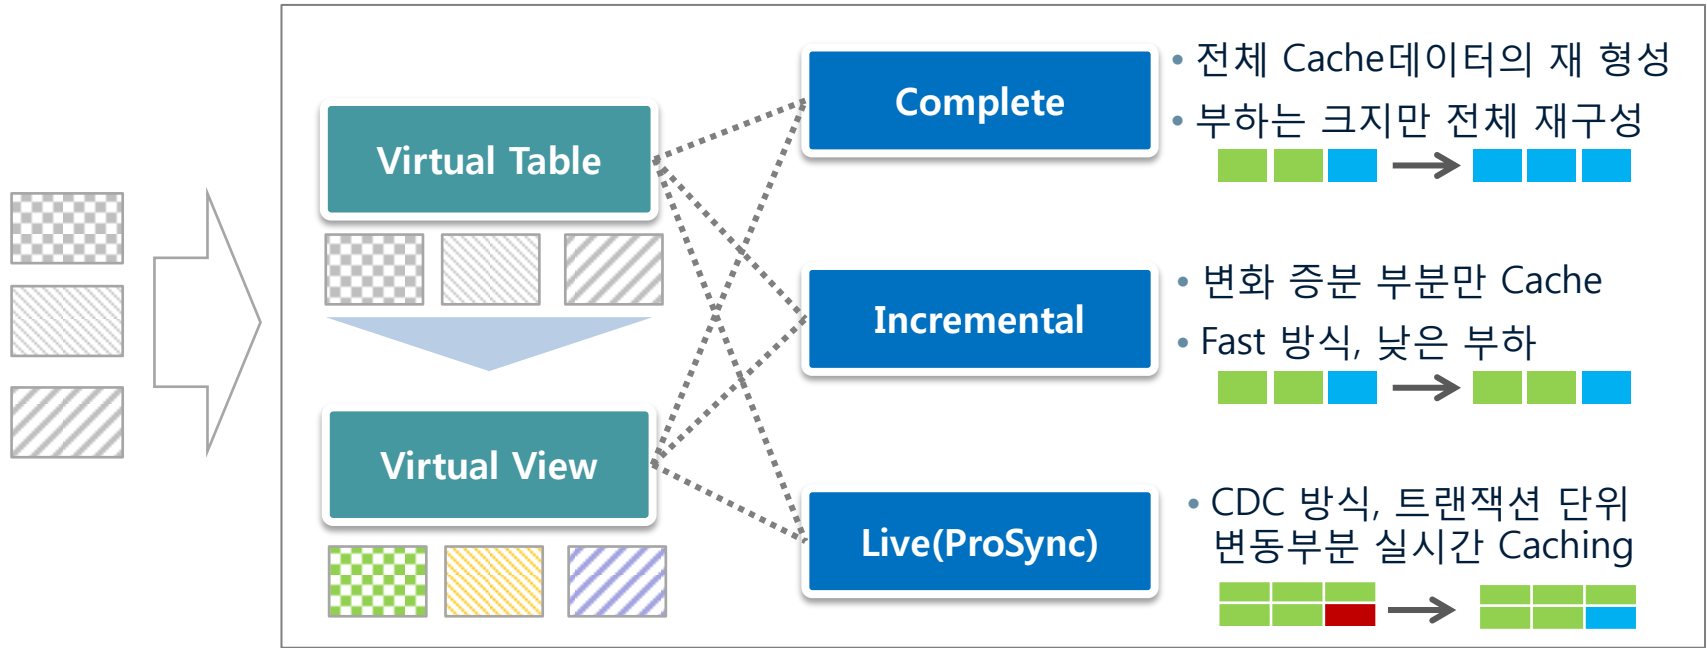 Virtual Table
Virtual View
Complete
• 전체 Cache데이터의 재 형성
• 부하는 크지만 전체 재구성
Incremental
• 변화 증분 부분만 Cache
• Fast 방식, 낮은 부하
Live(ProSync)
• CDC 방식, 트랜잭션 단위
변동부분 실시간 Caching